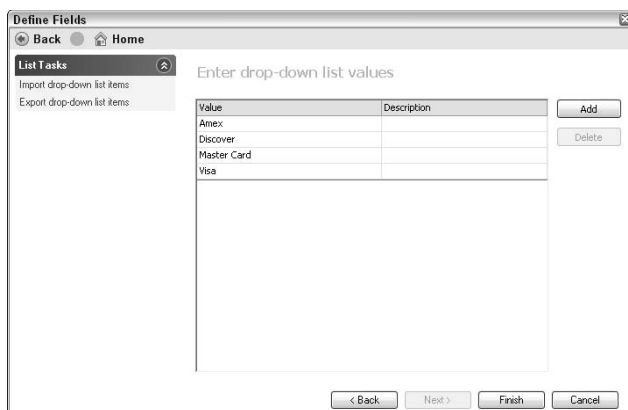 Define Fields
Back Home
List Tasks
Import drop-down list items
Export drop-down list items
Enter drop-down list values
Value Description
Amex
Discover
Master Card
Visa
Add
Delete
< Back Next > Finish Cancel